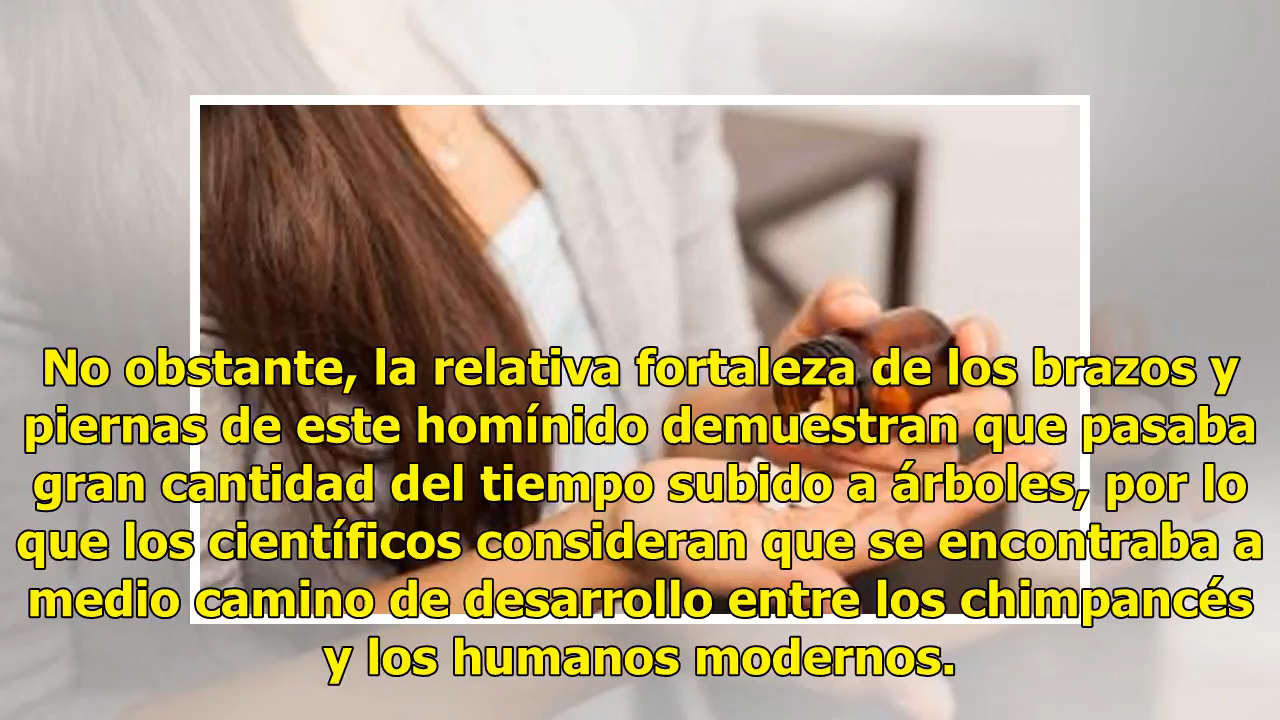 No obstante, la relativa fortaleza de los brazos y
piernas de este homínido demuestran que pasaba
gran cantidad del tiempo subido a árboles, por lo
que los científicos consideran que se encontraba a
medio camino de desarrollo entre los chimpancés
y los humanos modernos.